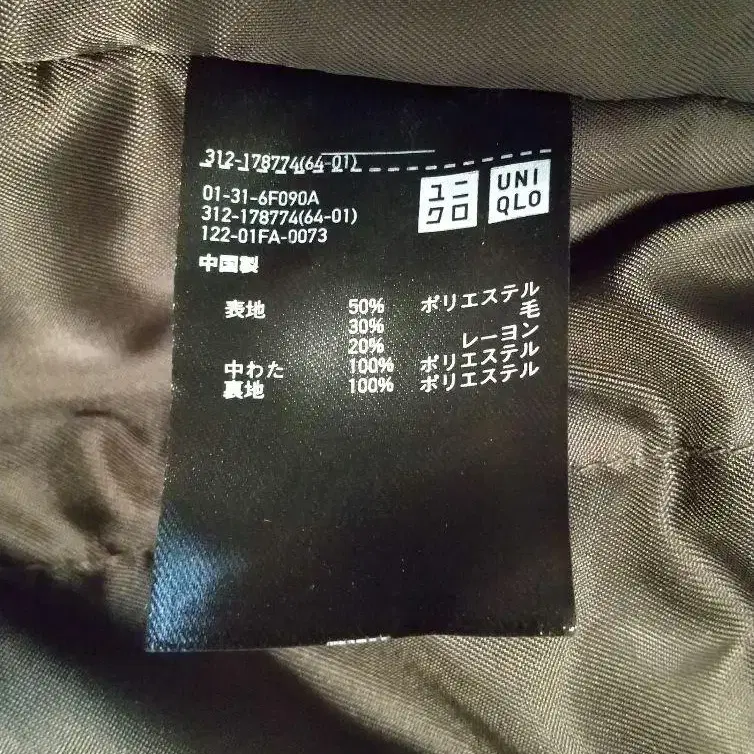 312-178774(64-01)
ユニ
クロ
UNI
QLO
01-31-6F090A
312-178774(64-01)
122-01FA-0073
中国製
表地 50% ポリエステル
30% 毛
20% レーヨン
中わた 100% ポリエステル
裏地 100% ポリエステル